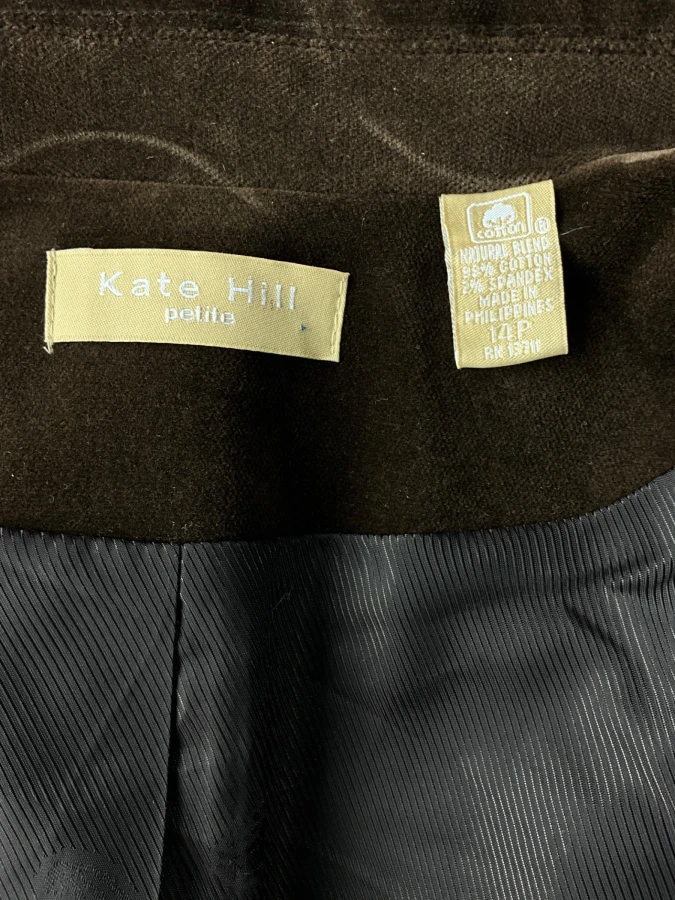 Kate Hill
petite
cotton ®
NATURAL BLEND
98% COTTON
2% SPANDEX
MADE IN
PHILIPPINES
14P